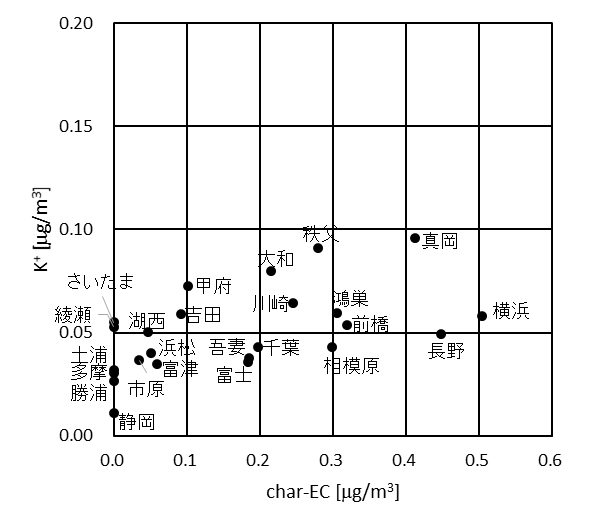 0.20
0.15
0.10
0.05
0.00
K⁺ [μg/m³]
秩父
真岡
大和
さいたま
甲府
川崎
鴻巣
綾瀬
湖西
吉田
前橋
横浜
土浦
浜松
吾妻
千葉
長野
多摩
富津
富士
相模原
勝浦
市原
静岡
0.0 0.1 0.2 0.3 0.4 0.5 0.6
char-EC [μg/m³]